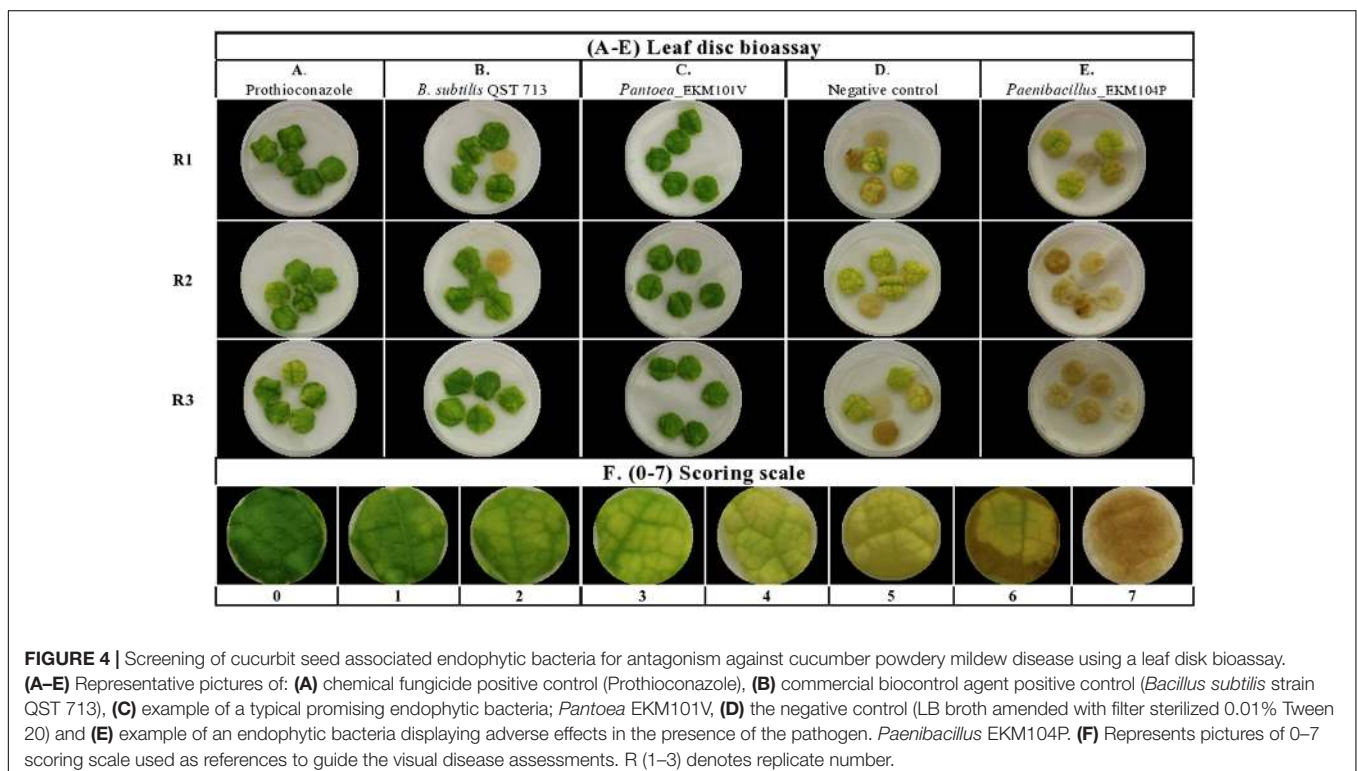 (A-E) Leaf disc bioassay
A. B. C. D. E.
Prothioconazole B. subtilis QST 713 Pantoea_EKM101V Negative control Paenibacillus_EKM104P
R1
R2
R3
F. (0-7) Scoring scale
0 1 2 3 4 5 6 7
FIGURE 4 | Screening of cucurbit seed associated endophytic bacteria for antagonism against cucumber powdery mildew disease using a leaf disk bioassay.
(A–E) Representative pictures of: (A) chemical fungicide positive control (Prothioconazole), (B) commercial biocontrol agent positive control (Bacillus subtilis strain
QST 713), (C) example of a typical promising endophytic bacteria; Pantoea EKM101V, (D) the negative control (LB broth amended with filter sterilized 0.01% Tween
20) and (E) example of an endophytic bacteria displaying adverse effects in the presence of the pathogen. Paenibacillus EKM104P. (F) Represents pictures of 0–7
scoring scale used as references to guide the visual disease assessments. R (1–3) denotes replicate number.